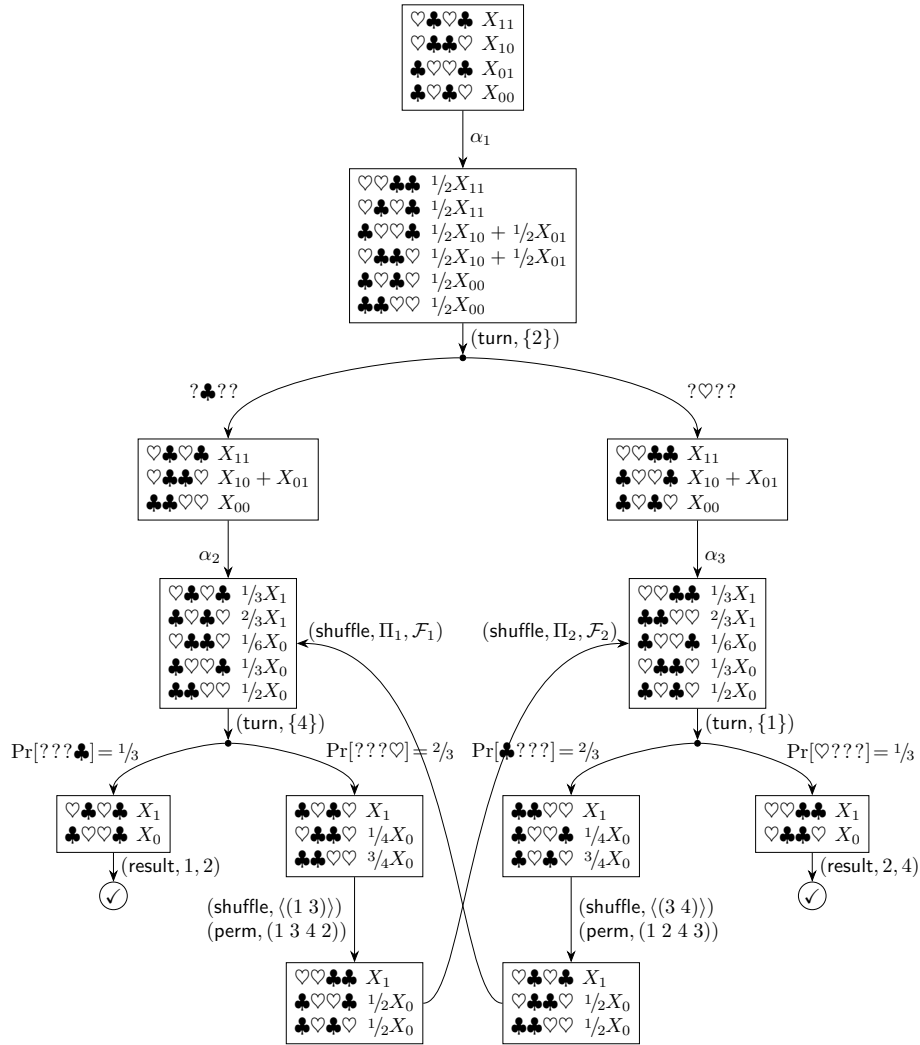 ♡♣♡♣ X₁₁
♡♣♣♡ X₁₀
♣♡♡♣ X₀₁
♣♡♣♡ X₀₀
α₁
♡♡♣♣ 1/2X₁₁
♡♣♡♣ 1/2X₁₁
♣♡♡♣ 1/2X₁₀ + 1/2X₀₁
♡♣♣♡ 1/2X₁₀ + 1/2X₀₁
♣♡♣♡ 1/2X₀₀
♣♣♡♡ 1/2X₀₀
(turn, {2})
?♣??
?♡??
♡♣♡♣ X₁₁
♡♣♣♡ X₁₀ + X₀₁
♣♣♡♡ X₀₀
♡♡♣♣ X₁₁
♣♡♡♣ X₁₀ + X₀₁
♣♡♣♡ X₀₀
α₂
α₃
♡♣♡♣ 1/3X₁
♣♡♣♡ 2/3X₁
♡♣♣♡ 1/6X₀
♣♡♡♣ 1/3X₀
♣♣♡♡ 1/2X₀
(shuffle, Π₁, ℱ₁)
(shuffle, Π₂, ℱ₂)
♡♡♣♣ 1/3X₁
♣♣♡♡ 2/3X₁
♣♡♡♣ 1/6X₀
♡♣♣♡ 1/3X₀
♣♡♣♡ 1/2X₀
(turn, {4})
(turn, {1})
Pr[???♣] = 1/3
Pr[???♡] = 2/3
Pr[♣???] = 2/3
Pr[♡???] = 1/3
♡♣♡♣ X₁
♣♡♡♣ X₀
♣♡♣♡ X₁
♡♣♣♡ 1/4X₀
♣♣♡♡ 3/4X₀
♣♣♡♡ X₁
♣♡♡♣ 1/4X₀
♣♡♣♡ 3/4X₀
♡♡♣♣ X₁
♡♣♣♡ X₀
(result, 1, 2)
(result, 2, 4)
✓
✓
(shuffle, ⟨(1 3)⟩)
(perm, (1 3 4 2))
(shuffle, ⟨(3 4)⟩)
(perm, (1 2 4 3))
♡♡♣♣ X₁
♣♡♡♣ 1/2X₀
♣♡♣♡ 1/2X₀
♡♣♡♣ X₁
♡♣♣♡ 1/2X₀
♣♣♡♡ 1/2X₀